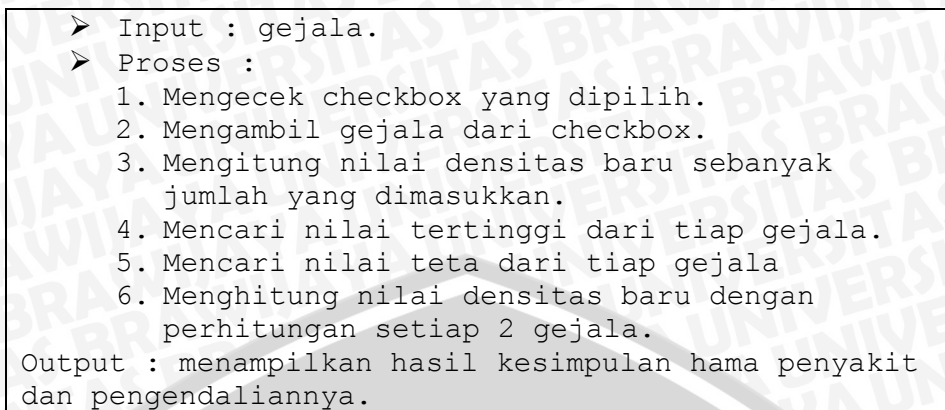 ➢ Input : gejala.
➢ Proses :
1. Mengecek checkbox yang dipilih.
2. Mengambil gejala dari checkbox.
3. Mengitung nilai densitas baru sebanyak
jumlah yang dimasukkan.
4. Mencari nilai tertinggi dari tiap gejala.
5. Mencari nilai teta dari tiap gejala
6. Menghitung nilai densitas baru dengan
perhitungan setiap 2 gejala.
Output : menampilkan hasil kesimpulan hama penyakit
dan pengendaliannya.